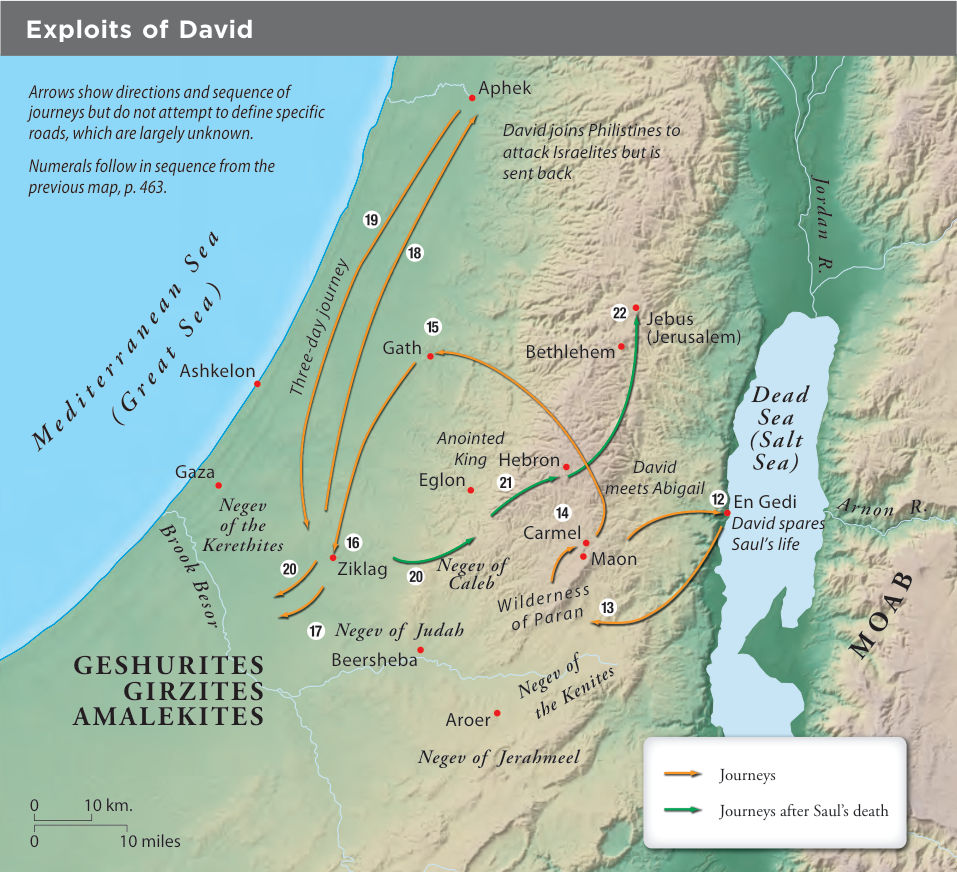 Exploits of David
Arrows show directions and sequence of
journeys but do not attempt to define specific
roads, which are largely unknown.
Numerals follow in sequence from the
previous map, p. 463.
Aphek
David joins Philistines to
attack Israelites but is
sent back
Jordan R.
Mediterranean Sea
(Great Sea)
19
18
Three-day journey
15
Gath
22
Jebus
(Jerusalem)
Bethlehem
Ashkelon
Dead
Sea
(Salt
Sea)
Anointed
King
Hebron
Eglon
21
David
meets Abigail
12
En Gedi
David spares
Saul's life
Arnon R.
Gaza
Negev
of the
Kerethites
Brook Besor
14
Carmel
Maon
16
Ziklag
20
20
Negev of
Caleb
Wilderness
of Paran
13
MOAB
17
Negev of Judah
Beersheba
GESHURITES
GIRZITES
AMALEKITES
Negev of
the Kenites
Aroer
Negev of Jerahmeel
Journeys
Journeys after Saul's death
0 10 km.
0 10 miles